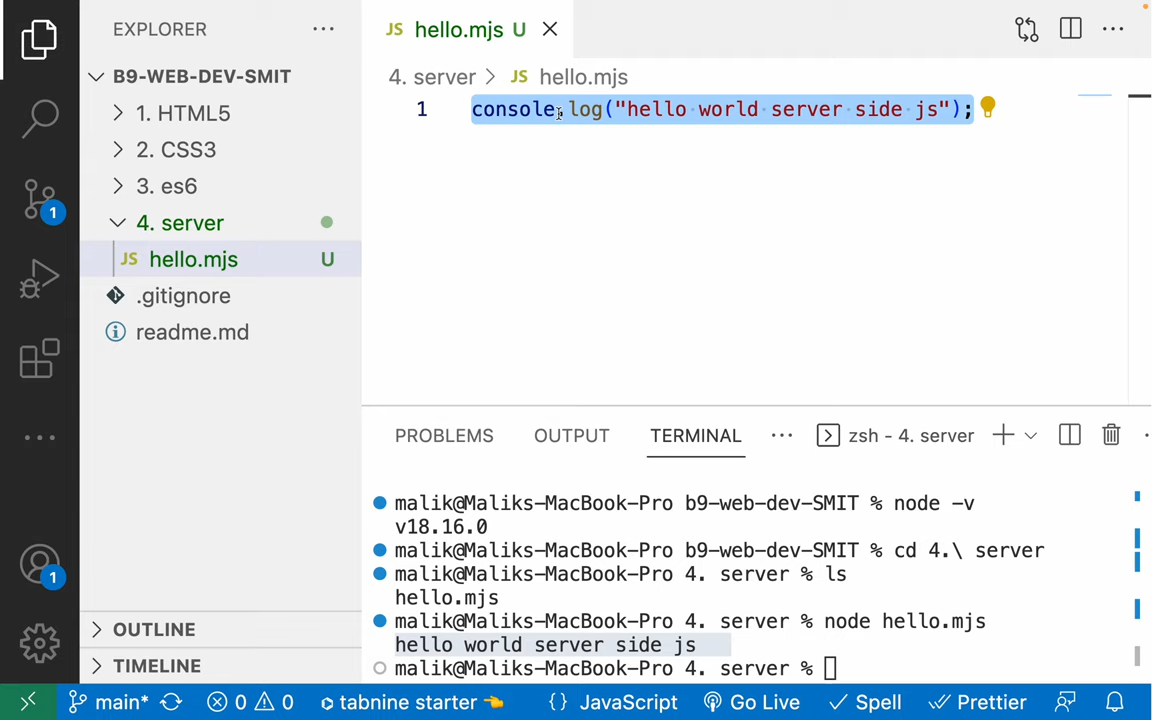 EXPLORER
B9-WEB-DEV-SMIT
1. HTML5
2. CSS3
3. es6
4. server
JS hello.mjs U
.gitignore
readme.md
OUTLINE
TIMELINE
1
1
JS hello.mjs U
4. server > JS hello.mjs
1 console.log("hello world server side js");
PROBLEMS OUTPUT TERMINAL ··· zsh - 4. server
malik@Maliks-MacBook-Pro b9-web-dev-SMIT % node -v
v18.16.0
malik@Maliks-MacBook-Pro b9-web-dev-SMIT % cd 4.\ server
malik@Maliks-MacBook-Pro 4. server % ls
hello.mjs
malik@Maliks-MacBook-Pro 4. server % node hello.mjs
hello world server side js
malik@Maliks-MacBook-Pro 4. server %
main* 0 0 tabnine starter 👈 {} JavaScript Go Live Spell Prettier